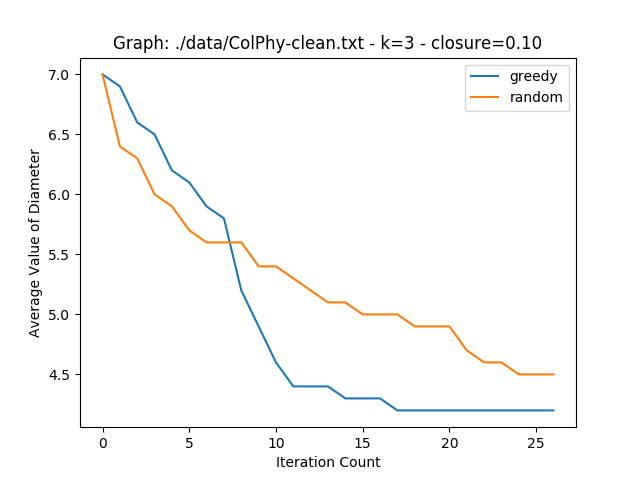 Graph: ./data/ColPhy-clean.txt - k=3 - closure=0.10
greedy
random
Average Value of Diameter
7.0
6.5
6.0
5.5
5.0
4.5
0 5 10 15 20 25
Iteration Count